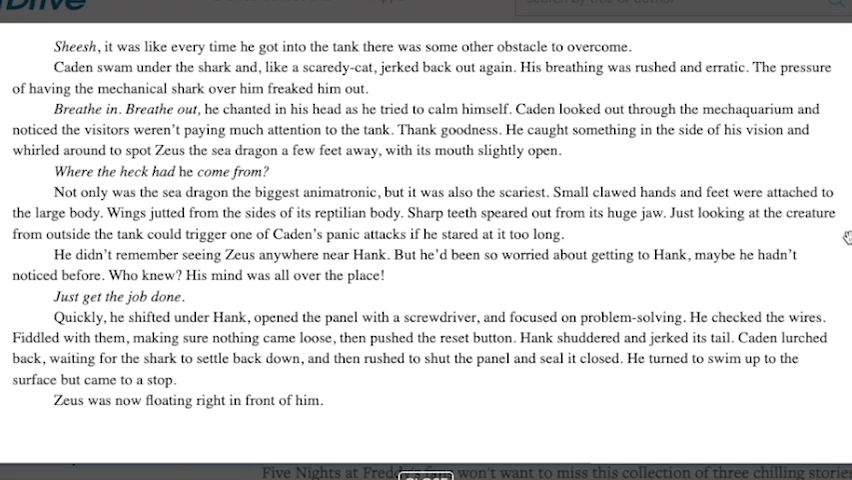 Sheesh, it was like every time he got into the tank there was some other obstacle to overcome.
Caden swam under the shark and, like a scaredy-cat, jerked back out again. His breathing was rushed and erratic. The pressure
of having the mechanical shark over him freaked him out.
Breathe in. Breathe out, he chanted in his head as he tried to calm himself. Caden looked out through the mechaquarium and
noticed the visitors weren't paying much attention to the tank. Thank goodness. He caught something in the side of his vision and
whirled around to spot Zeus the sea dragon a few feet away, with its mouth slightly open.
Where the heck had he come from?
Not only was the sea dragon the biggest animatronic, but it was also the scariest. Small clawed hands and feet were attached to
the large body. Wings jutted from the sides of its reptilian body. Sharp teeth speared out from its huge jaw. Just looking at the creature
from outside the tank could trigger one of Caden's panic attacks if he stared at it too long.
He didn't remember seeing Zeus anywhere near Hank. But he'd been so worried about getting to Hank, maybe he hadn't
noticed before. Who knew? His mind was all over the place!
Just get the job done.
Quickly, he shifted under Hank, opened the panel with a screwdriver, and focused on problem-solving. He checked the wires.
Fiddled with them, making sure nothing came loose, then pushed the reset button. Hank shuddered and jerked its tail. Caden lurched
back, waiting for the shark to settle back down, and then rushed to shut the panel and seal it closed. He turned to swim up to the
surface but came to a stop.
Zeus was now floating right in front of him.
Five Nights at Freddy's fans won't want to miss this collection of three chilling stories